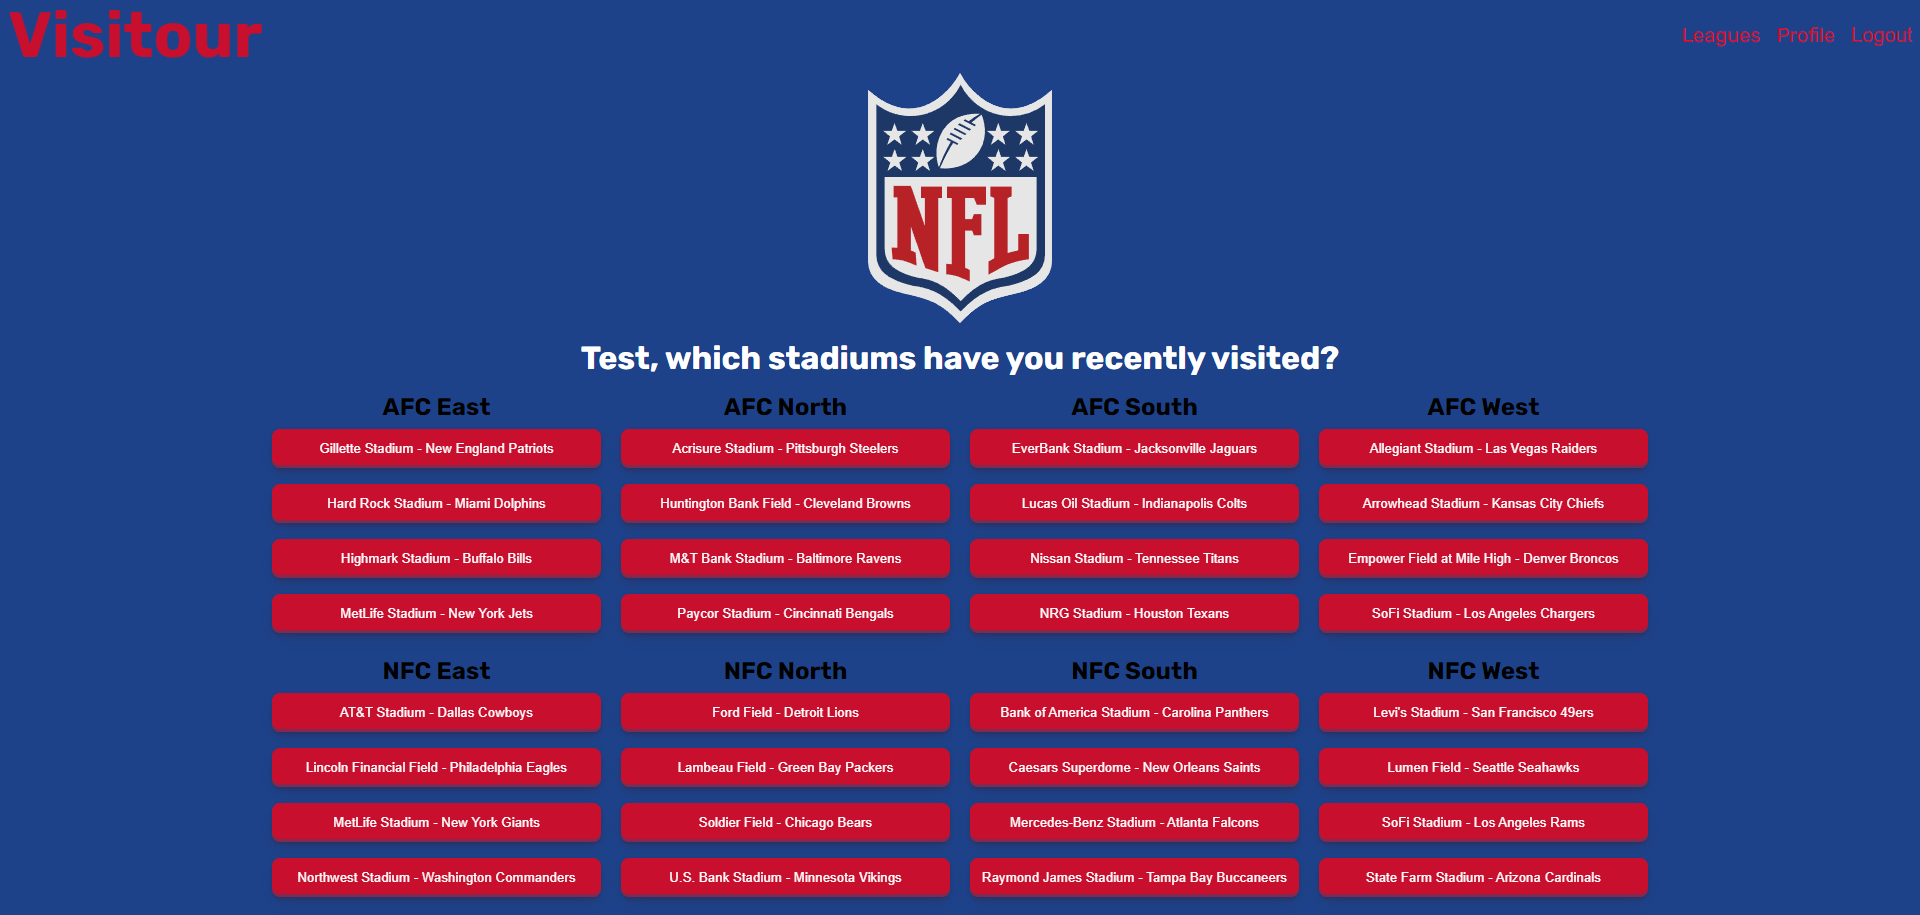 Visitour
Leagues Profile Logout
NFL
Test, which stadiums have you recently visited?
AFC East
Gillette Stadium - New England Patriots
Hard Rock Stadium - Miami Dolphins
Highmark Stadium - Buffalo Bills
MetLife Stadium - New York Jets
AFC North
Acrisure Stadium - Pittsburgh Steelers
Huntington Bank Field - Cleveland Browns
M&T Bank Stadium - Baltimore Ravens
Paycor Stadium - Cincinnati Bengals
AFC South
EverBank Stadium - Jacksonville Jaguars
Lucas Oil Stadium - Indianapolis Colts
Nissan Stadium - Tennessee Titans
NRG Stadium - Houston Texans
AFC West
Allegiant Stadium - Las Vegas Raiders
Arrowhead Stadium - Kansas City Chiefs
Empower Field at Mile High - Denver Broncos
SoFi Stadium - Los Angeles Chargers
NFC East
AT&T Stadium - Dallas Cowboys
Lincoln Financial Field - Philadelphia Eagles
MetLife Stadium - New York Giants
Northwest Stadium - Washington Commanders
NFC North
Ford Field - Detroit Lions
Lambeau Field - Green Bay Packers
Soldier Field - Chicago Bears
U.S. Bank Stadium - Minnesota Vikings
NFC South
Bank of America Stadium - Carolina Panthers
Caesars Superdome - New Orleans Saints
Mercedes-Benz Stadium - Atlanta Falcons
Raymond James Stadium - Tampa Bay Buccaneers
NFC West
Levi's Stadium - San Francisco 49ers
Lumen Field - Seattle Seahawks
SoFi Stadium - Los Angeles Rams
State Farm Stadium - Arizona Cardinals